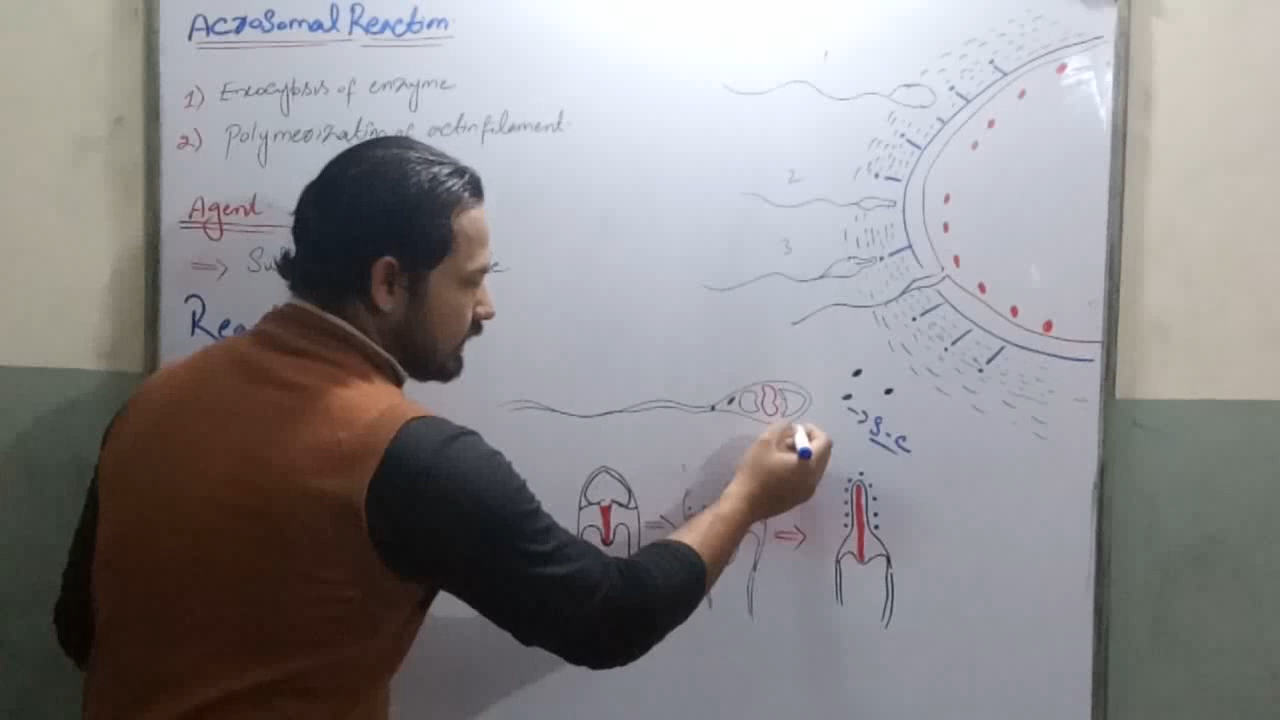 Acrosomal Reaction
1) Exocytosis of enzyme
2) Polymerization of actin filament
Agent
⇒
1
2
3
S.C